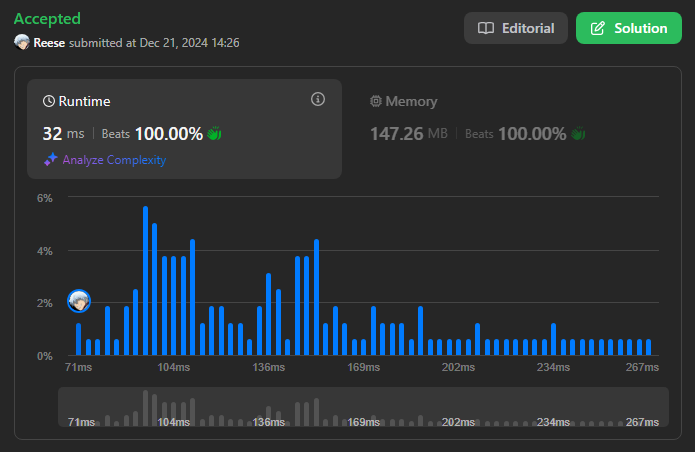 Accepted
Reese submitted at Dec 21, 2024 14:26
Editorial
Solution
Runtime
32 ms Beats 100.00%
Analyze Complexity
Memory
147.26 MB Beats 100.00%
6%
4%
2%
0%
71ms 104ms 136ms 169ms 202ms 234ms 267ms
71ms 104ms 136ms 169ms 202ms 234ms 267ms